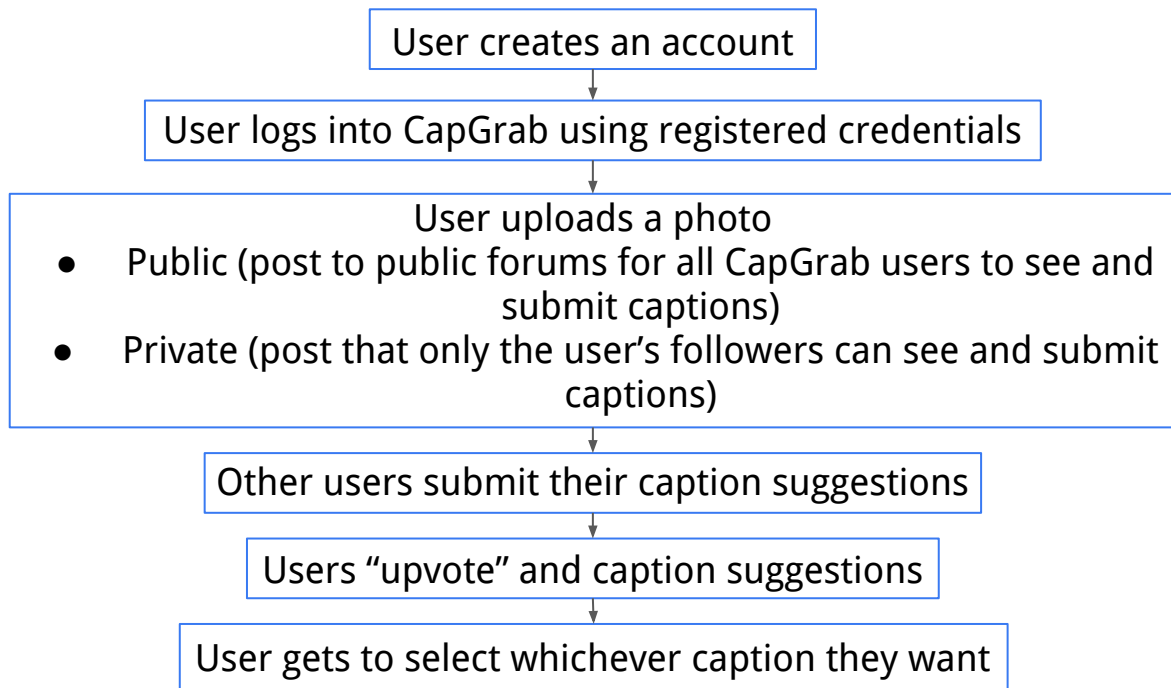 User creates an account
User logs into CapGrab using registered credentials
User uploads a photo
● Public (post to public forums for all CapGrab users to see and
submit captions)
● Private (post that only the user’s followers can see and submit
captions)
Other users submit their caption suggestions
Users “upvote” and caption suggestions
User gets to select whichever caption they want